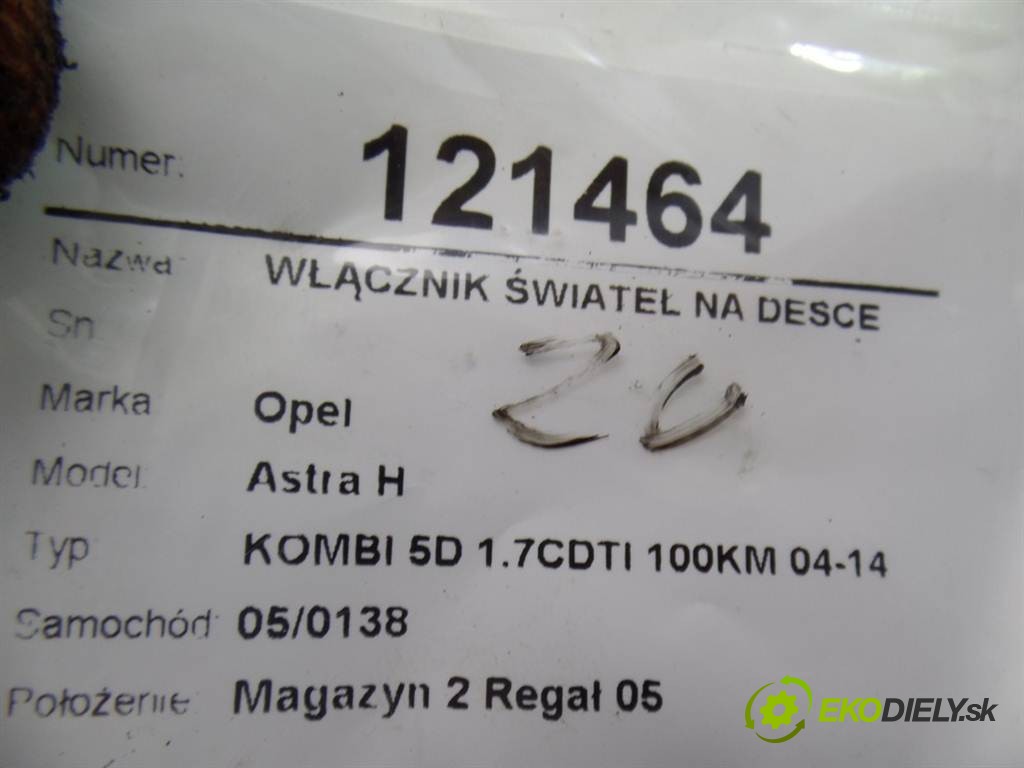 Numer: 121464
Nazwa WŁĄCZNIK ŚWIATEŁ NA DESCE
Sn
Marka Opel
Model Astra H
Typ KOMBI 5D 1.7CDTI 100KM 04-14
Samochód 05/0138
Położenie Magazyn 2 Regał 05
EKODIELY.sk